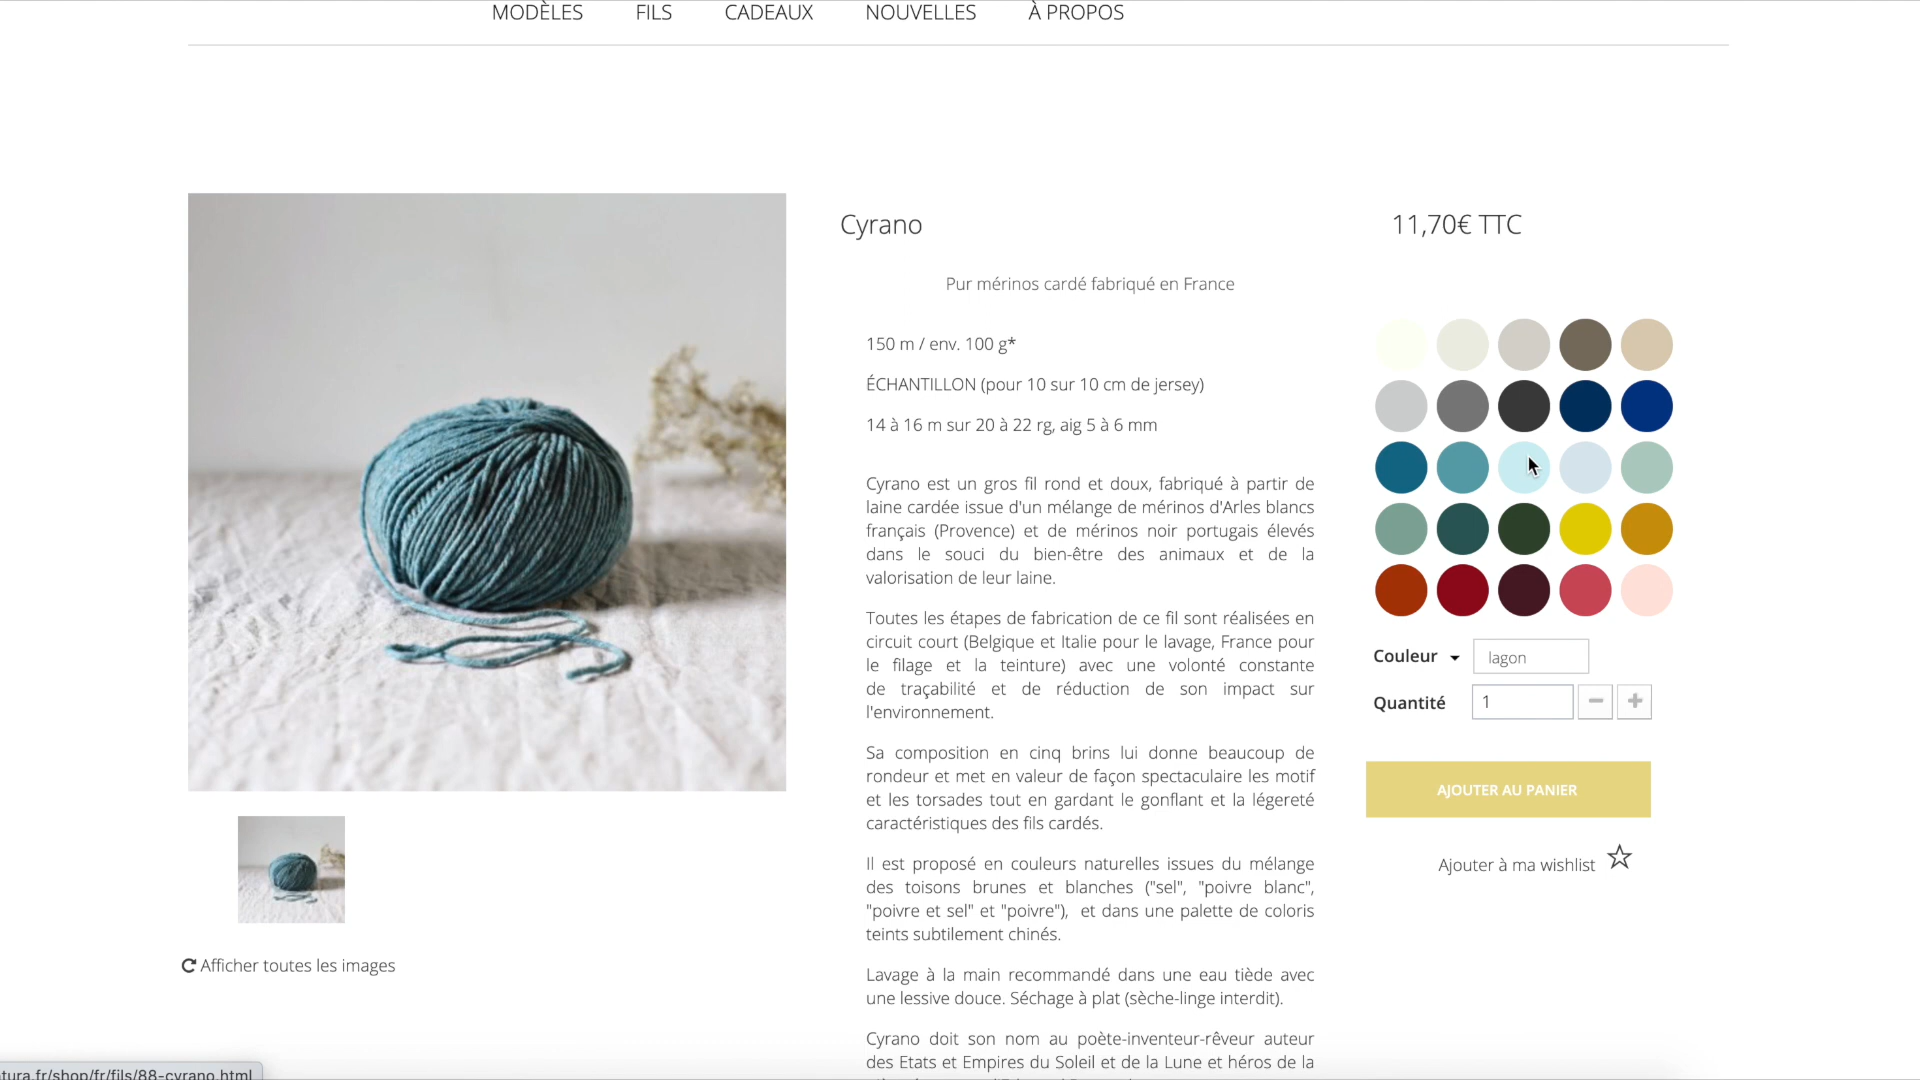 MODÈLES FILS CADEAUX NOUVELLES À PROPOS
Cyrano
11,70€ TTC
Pur mérinos cardé fabriqué en France
150 m / env. 100 g*
ÉCHANTILLON (pour 10 sur 10 cm de jersey)
14 à 16 m sur 20 à 22 rg, aig 5 à 6 mm
Cyrano est un gros fil rond et doux, fabriqué à partir de
laine cardée issue d'un mélange de mérinos d'Arles blancs
français (Provence) et de mérinos noir portugais élevés
dans le souci du bien-être des animaux et de la
valorisation de leur laine.
Toutes les étapes de fabrication de ce fil sont réalisées en
circuit court (Belgique et Italie pour le lavage, France pour
le filage et la teinture) avec une volonté constante
de traçabilité et de réduction de son impact sur
l'environnement.
Sa composition en cinq brins lui donne beaucoup de
rondeur et met en valeur de façon spectaculaire les motif
et les torsades tout en gardant le gonflant et la légereté
caractéristiques des fils cardés.
Il est proposé en couleurs naturelles issues du mélange
des toisons brunes et blanches ("sel", "poivre blanc",
"poivre et sel" et "poivre"), et dans une palette de coloris
teints subtilement chinés.
Lavage à la main recommandé dans une eau tiède avec
une lessive douce. Séchage à plat (sèche-linge interdit).
Cyrano doit son nom au poète-inventeur-rêveur auteur
des Etats et Empires du Soleil et de la Lune et héros de la
Couleur lagon
Quantité 1
AJOUTER AU PANIER
Ajouter à ma wishlist
Afficher toutes les images
tura.fr/shop/fr/fils/88-cyrano.html